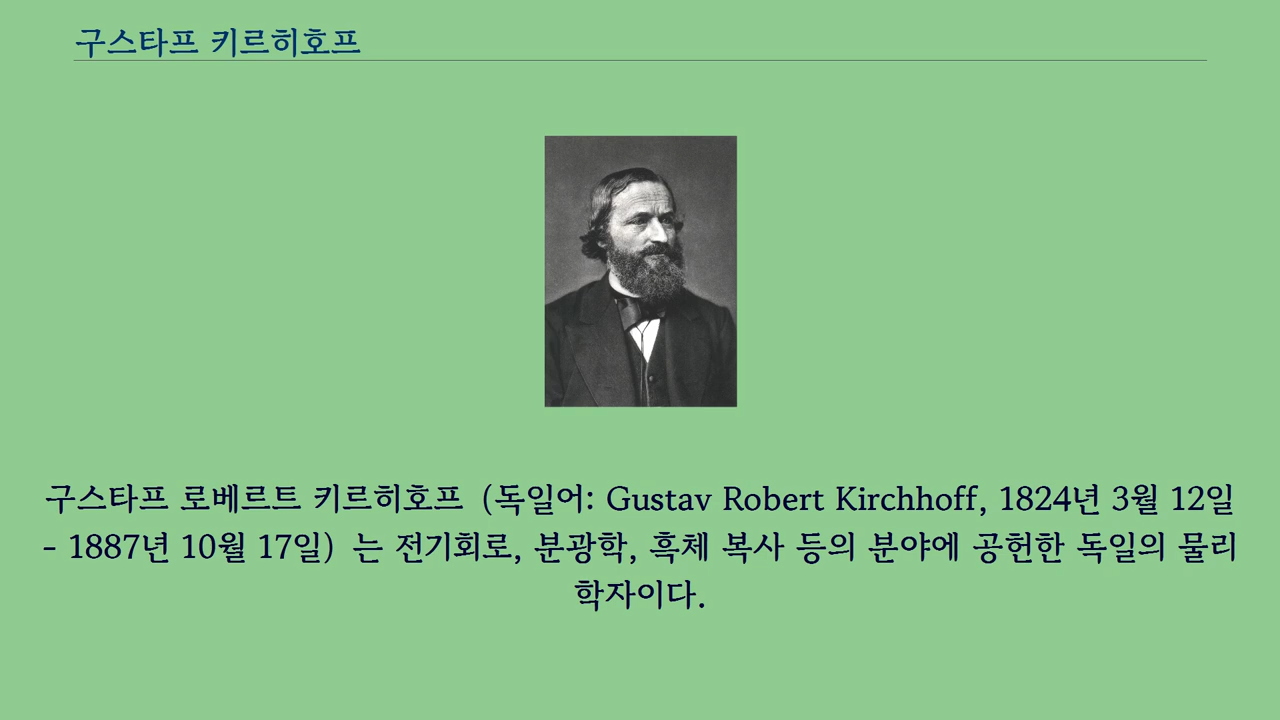 구스타프 키르히호프
구스타프 로베르트 키르히호프 (독일어: Gustav Robert Kirchhoff, 1824년 3월 12일
- 1887년 10월 17일) 는 전기회로, 분광학, 흑체 복사 등의 분야에 공헌한 독일의 물리
학자이다.